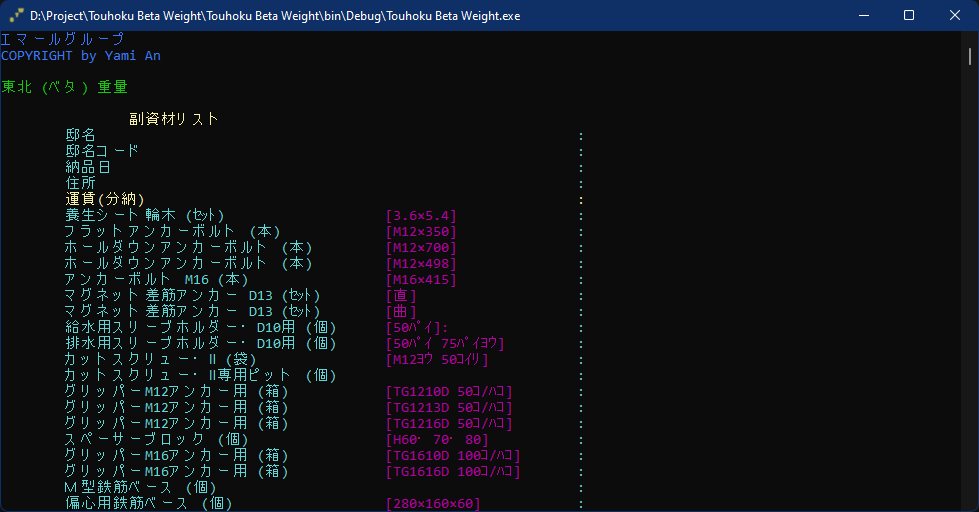 D:\Project\Touhoku Beta Weight\Touhoku Beta Weight\bin\Debug\Touhoku Beta Weight.exe
エマールグループ
COPYRIGHT by Yami An
東北 (ベタ) 重量
副資材リスト
邸名 :
邸名コード :
納品日 :
住所 :
運賃(分納) :
養生シート輪木 (ｾｯﾄ) [3.6×5.4] :
フラットアンカーボルト (本) [M12×350] :
ホールダウンアンカーボルト (本) [M12×700] :
ホールダウンアンカーボルト (本) [M12×498] :
アンカーボルト M16 (本) [M16×415] :
マグネット差筋アンカー D13 (ｾｯﾄ) [直] :
マグネット差筋アンカー D13 (ｾｯﾄ) [曲] :
給水用スリーブホルダー･ D10用 (個) [50ﾊﾟｲ]: :
排水用スリーブホルダー･ D10用 (個) [50ﾊﾟｲ 75ﾊﾟｲﾖｳ] :
カットスクリュー･Ⅱ (袋) [M12ﾖｳ 50ｺｲﾘ] :
カットスクリュー･Ⅱ専用ビット (個) :
グリッパーM12アンカー用 (箱) [TG1210D 50ｺ/ﾊｺ] :
グリッパーM12アンカー用 (箱) [TG1213D 50ｺ/ﾊｺ] :
グリッパーM12アンカー用 (箱) [TG1216D 50ｺ/ﾊｺ] :
スペーサーブロック (個) [H60･ 70･ 80] :
グリッパーM16アンカー用 (箱) [TG1610D 100ｺ/ﾊｺ] :
グリッパーM16アンカー用 (箱) [TG1616D 100ｺ/ﾊｺ] :
Ｍ型鉄筋ベース (個) :
偏心用鉄筋ベース (個) [280×160×60] :